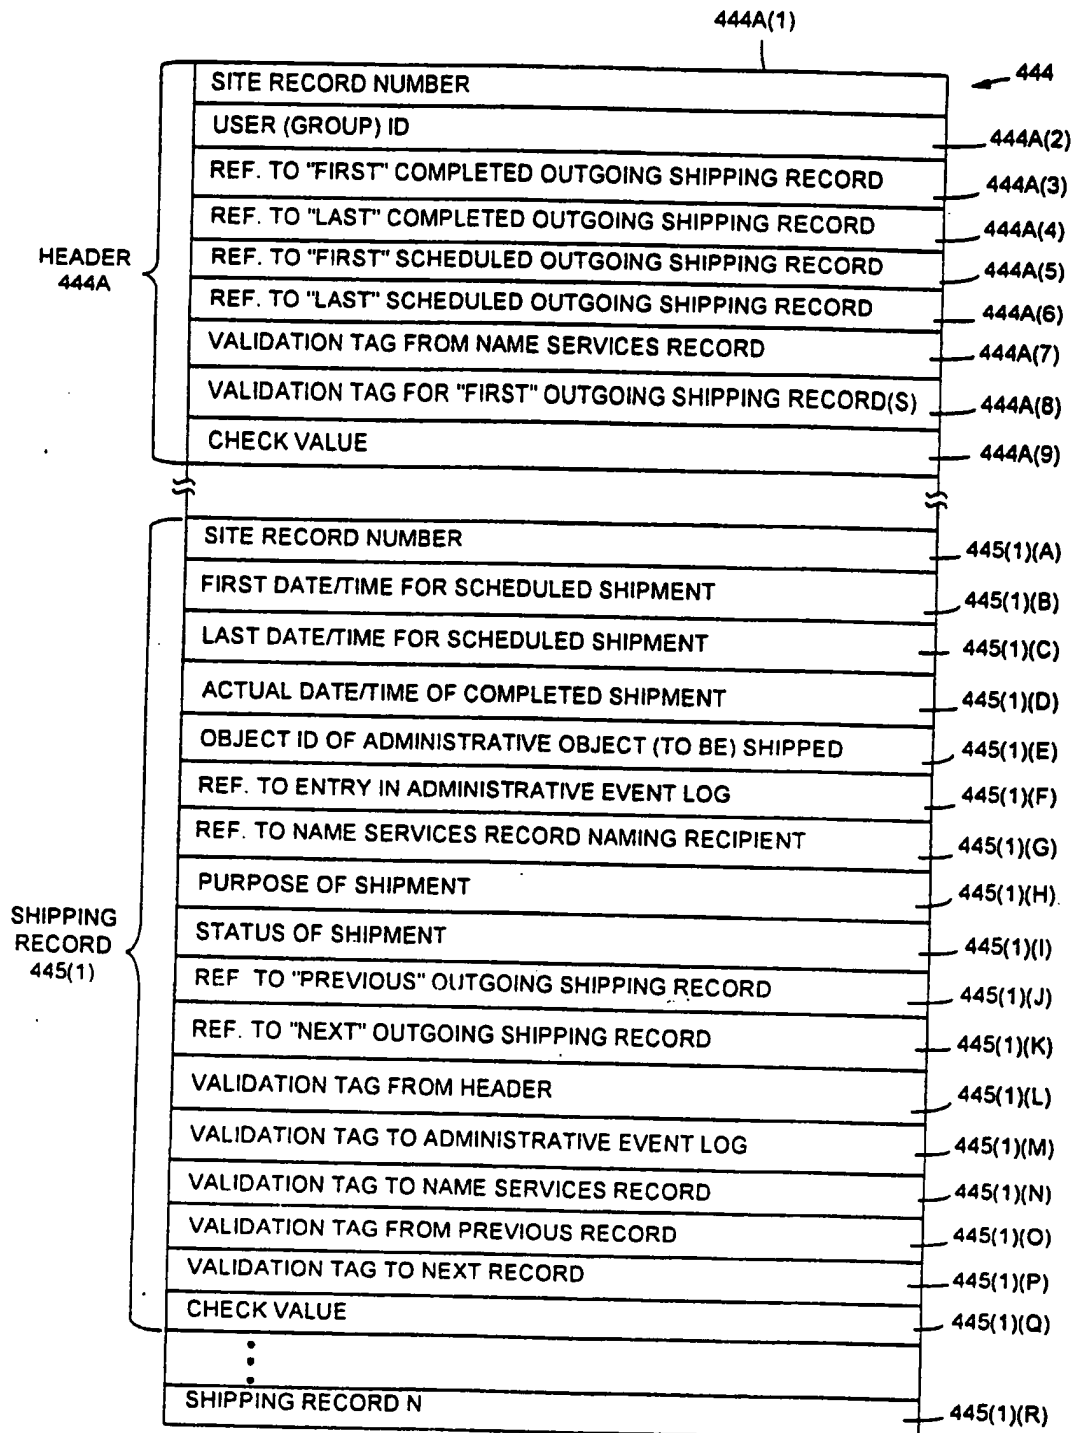 444A(1)
444
SITE RECORD NUMBER
USER (GROUP) ID
444A(2)
REF. TO "FIRST" COMPLETED OUTGOING SHIPPING RECORD
444A(3)
REF. TO "LAST" COMPLETED OUTGOING SHIPPING RECORD
444A(4)
REF. TO "FIRST" SCHEDULED OUTGOING SHIPPING RECORD
444A(5)
REF. TO "LAST" SCHEDULED OUTGOING SHIPPING RECORD
444A(6)
HEADER
444A
VALIDATION TAG FROM NAME SERVICES RECORD
444A(7)
VALIDATION TAG FOR "FIRST" OUTGOING SHIPPING RECORD(S)
444A(8)
CHECK VALUE
444A(9)
SITE RECORD NUMBER
445(1)(A)
FIRST DATE/TIME FOR SCHEDULED SHIPMENT
445(1)(B)
LAST DATE/TIME FOR SCHEDULED SHIPMENT
445(1)(C)
ACTUAL DATE/TIME OF COMPLETED SHIPMENT
445(1)(D)
OBJECT ID OF ADMINISTRATIVE OBJECT (TO BE) SHIPPED
445(1)(E)
REF. TO ENTRY IN ADMINISTRATIVE EVENT LOG
445(1)(F)
REF. TO NAME SERVICES RECORD NAMING RECIPIENT
445(1)(G)
PURPOSE OF SHIPMENT
445(1)(H)
SHIPPING
RECORD
445(1)
STATUS OF SHIPMENT
445(1)(I)
REF TO "PREVIOUS" OUTGOING SHIPPING RECORD
445(1)(J)
REF. TO "NEXT" OUTGOING SHIPPING RECORD
445(1)(K)
VALIDATION TAG FROM HEADER
445(1)(L)
VALIDATION TAG TO ADMINISTRATIVE EVENT LOG
445(1)(M)
VALIDATION TAG TO NAME SERVICES RECORD
445(1)(N)
VALIDATION TAG FROM PREVIOUS RECORD
445(1)(O)
VALIDATION TAG TO NEXT RECORD
445(1)(P)
CHECK VALUE
445(1)(Q)
SHIPPING RECORD N
445(1)(R)